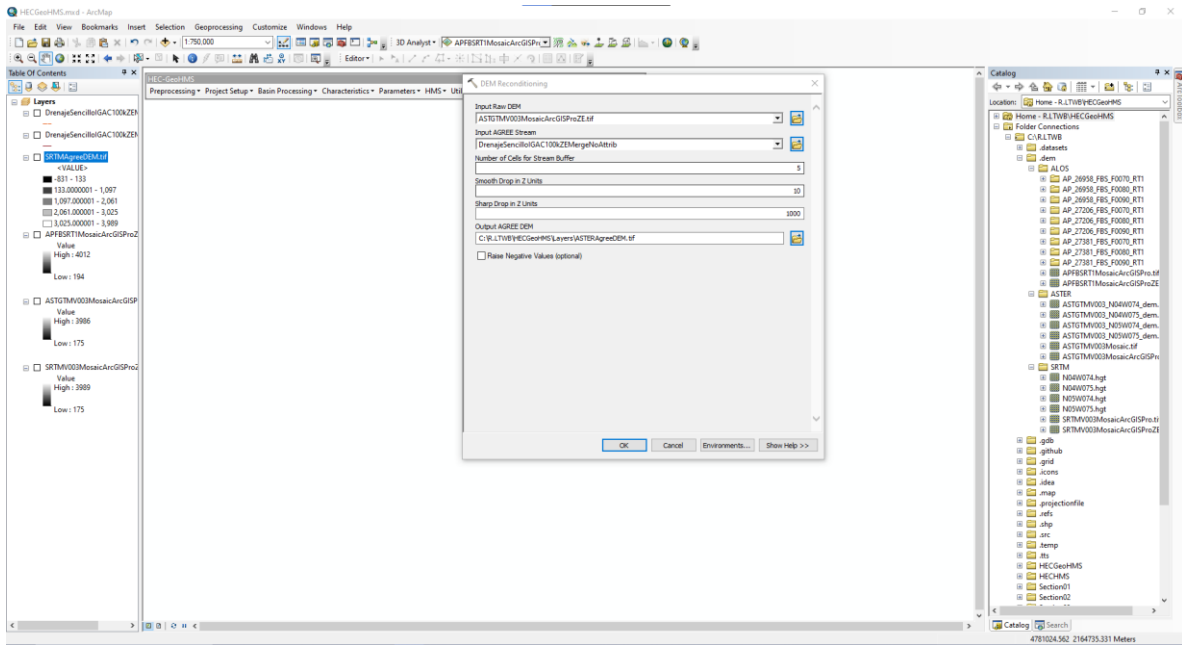 HECGeoHMS.mxd - ArcMap
File Edit View Bookmarks Insert Selection Geoprocessing Customize Windows Help
1:750.000
3D Analyst
APFBSRT1MosaicArcGISPr
Editor
Table Of Contents
Layers
DrenajeSencilloIGAC100kZEM
DrenajeSencilloIGAC100kZEM
SRTMAgreeDEM.tif
<VALUE>
-831 - 133
133.0000001 - 1,097
1,097.000001 - 2,061
2,061.000001 - 3,025
3,025.000001 - 3,989
APFBSRT1MosaicArcGISProZ
Value
High : 4012
Low : 194
ASTGTMV003MosaicArcGISP
Value
High : 3986
Low : 175
SRTMV003MosaicArcGISProZ
Value
High : 3989
Low : 175
HEC-GeoHMS
Preprocessing Project Setup Basin Processing Characteristics Parameters HMS Util
DEM Reconditioning
Input Raw DEM
ASTGTMV003MosaicArcGISProZE.tif
Input AGREE Stream
DrenajeSencilloIGAC100kZEMergeNoAttrib
Number of Cells for Stream Buffer
5
Smooth Drop in Z Units
10
Sharp Drop in Z Units
1000
Output AGREE DEM
C:\R.LTWB\HECGeoHMS\Layers\ASTERAgreeDEM.tif
Raise Negative Values (optional)
OK Cancel Environments... Show Help >>
Catalog
Location: Home - R.LTWB\HECGeoHMS
Home - R.LTWB\HECGeoHMS
Folder Connections
C:\R.LTWB
.datasets
.dem
ALOS
AP_26958_FBS_F0070_RT1
AP_26958_FBS_F0080_RT1
AP_26958_FBS_F0090_RT1
AP_27206_FBS_F0070_RT1
AP_27206_FBS_F0080_RT1
AP_27206_FBS_F0090_RT1
AP_27381_FBS_F0070_RT1
AP_27381_FBS_F0080_RT1
AP_27381_FBS_F0090_RT1
APFBSRT1MosaicArcGISPro.tif
APFBSRT1MosaicArcGISProZE
ASTER
ASTGTMV003_N04W074_dem.
ASTGTMV003_N04W075_dem.
ASTGTMV003_N05W074_dem.
ASTGTMV003_N05W075_dem.
ASTGTMV003Mosaic.tif
ASTGTMV003MosaicArcGISPr
SRTM
N04W074.hgt
N04W075.hgt
N05W074.hgt
N05W075.hgt
SRTMV003MosaicArcGISPro.ti
SRTMV003MosaicArcGISProZE
.gdb
.github
.grid
.icons
.idea
.map
.projectionfile
.refs
.shp
.src
.temp
.tts
HECGeoHMS
HECHMS
Section01
Section02
Catalog Search
ArcToolbox
4781024.562 2164735.331 Meters